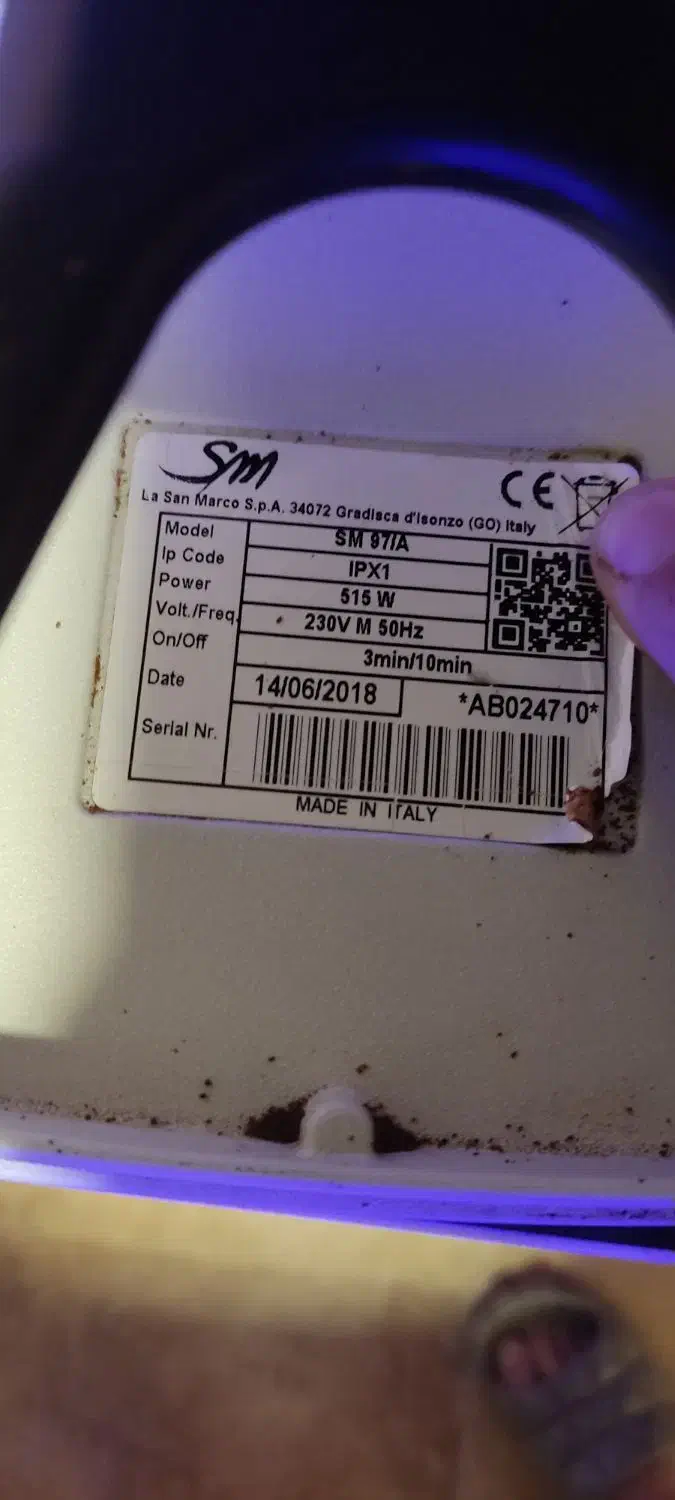 SM
CE
La San Marco S.p.A. 34072 Gradisca d'Isonzo (GO) Italy
Model SM 97/A
Ip Code IPX1
Power 515 W
Volt./Freq. 230V M 50Hz
On/Off 3min/10min
Date 14/06/2018 *AB024710*
Serial Nr.
MADE IN ITALY